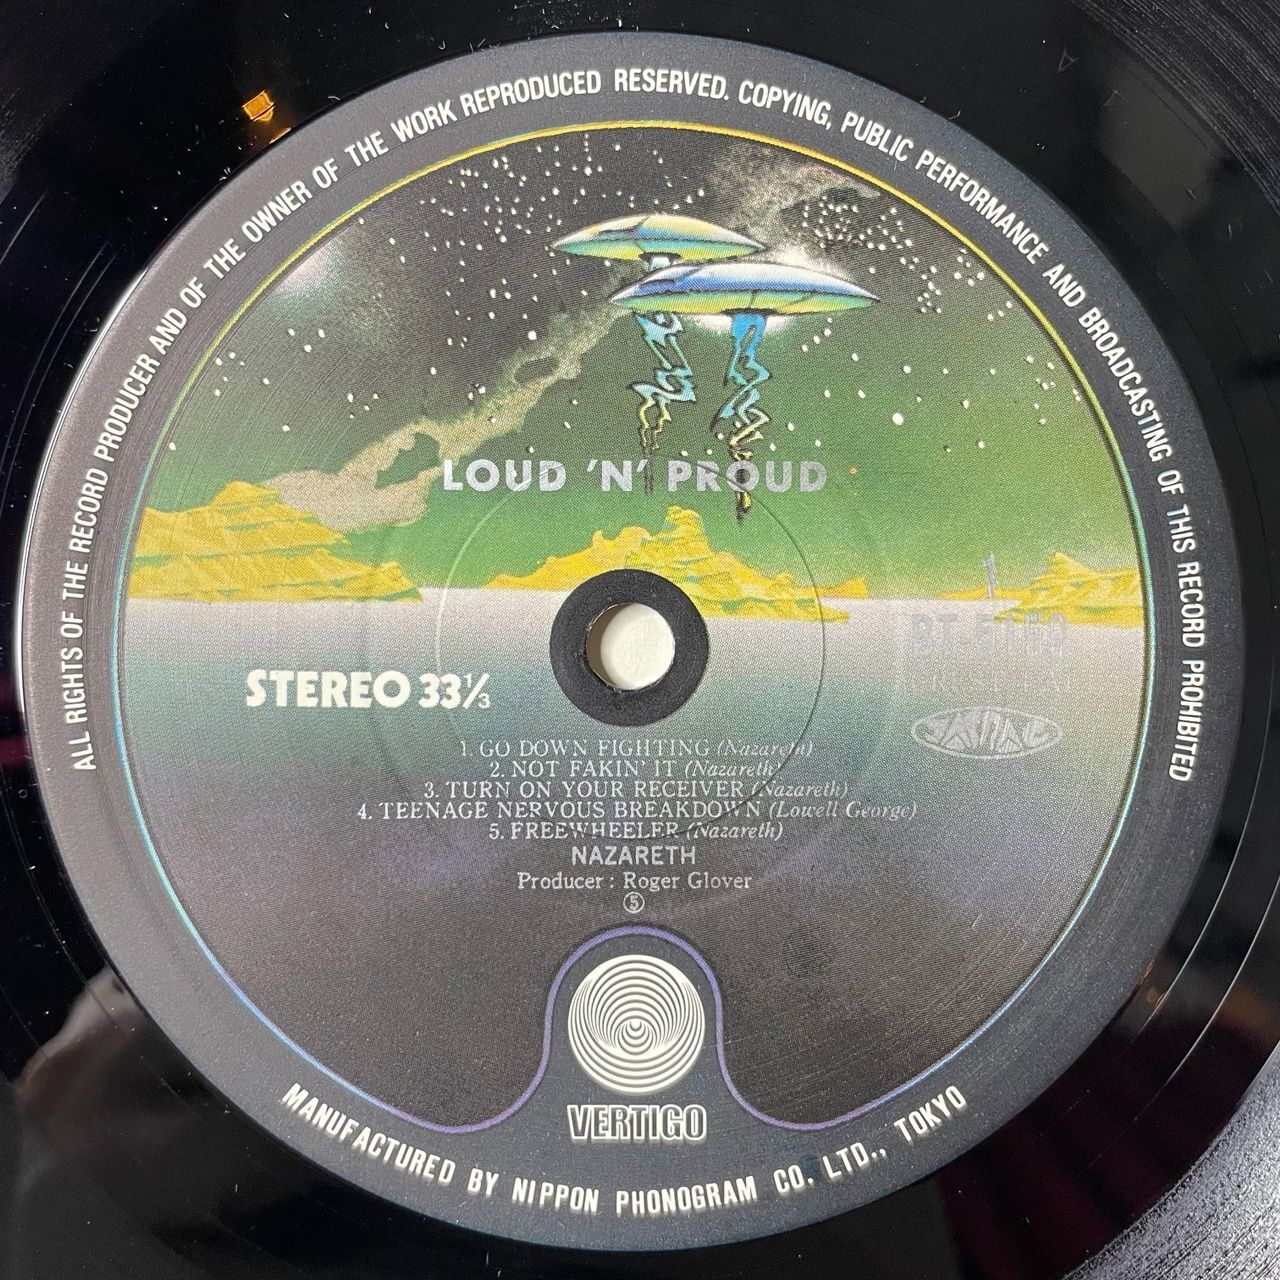 ALL RIGHTS OF THE RECORD PRODUCER AND OF THE OWNER OF THE WORK REPRODUCED RESERVED. COPYING, PUBLIC PERFORMANCE AND BROADCASTING OF THIS RECORD PROHIBITED
LOUD 'N' PROUD
STEREO 33⅓
1. GO DOWN FIGHTING (Nazareth)
2. NOT FAKIN' IT (Nazareth)
3. TURN ON YOUR RECEIVER (Nazareth)
4. TEENAGE NERVOUS BREAKDOWN (Lowell George)
5. FREEWHEELER (Nazareth)
NAZARETH
Producer : Roger Glover
⑤
VERTIGO
MANUFACTURED BY NIPPON PHONOGRAM CO. LTD., TOKYO